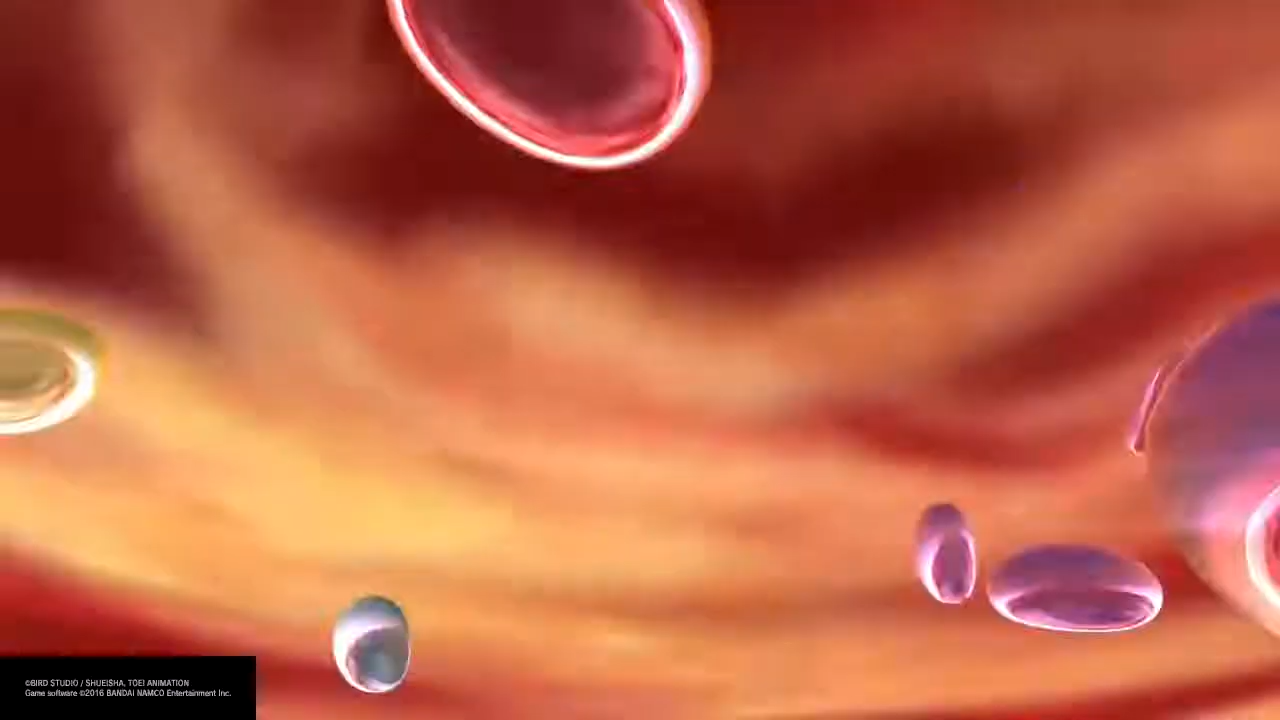 ©BIRD STUDIO / SHUEISHA, TOEI ANIMATION
Game software ©2016 BANDAI NAMCO Entertainment Inc.